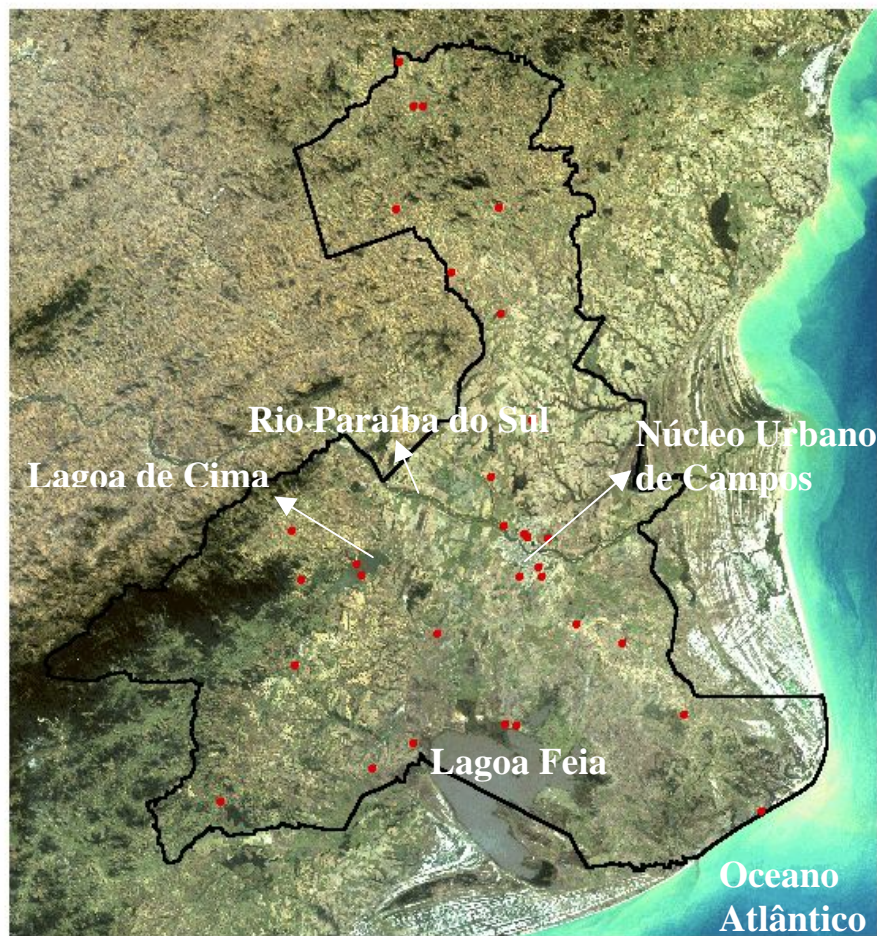 Rio Paraíba do Sul
Lagoa de Cima
Núcleo Urbano
de Campos
Lagoa Feia
Oceano
Atlântico